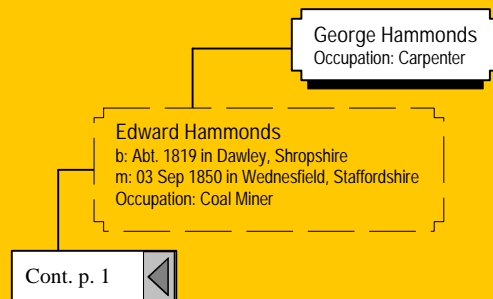 George Hammonds
Occupation: Carpenter
Edward Hammonds
b: Abt. 1819 in Dawley, Shropshire
m: 03 Sep 1850 in Wednesfield, Staffordshire
Occupation: Coal Miner
Cont. p. 1